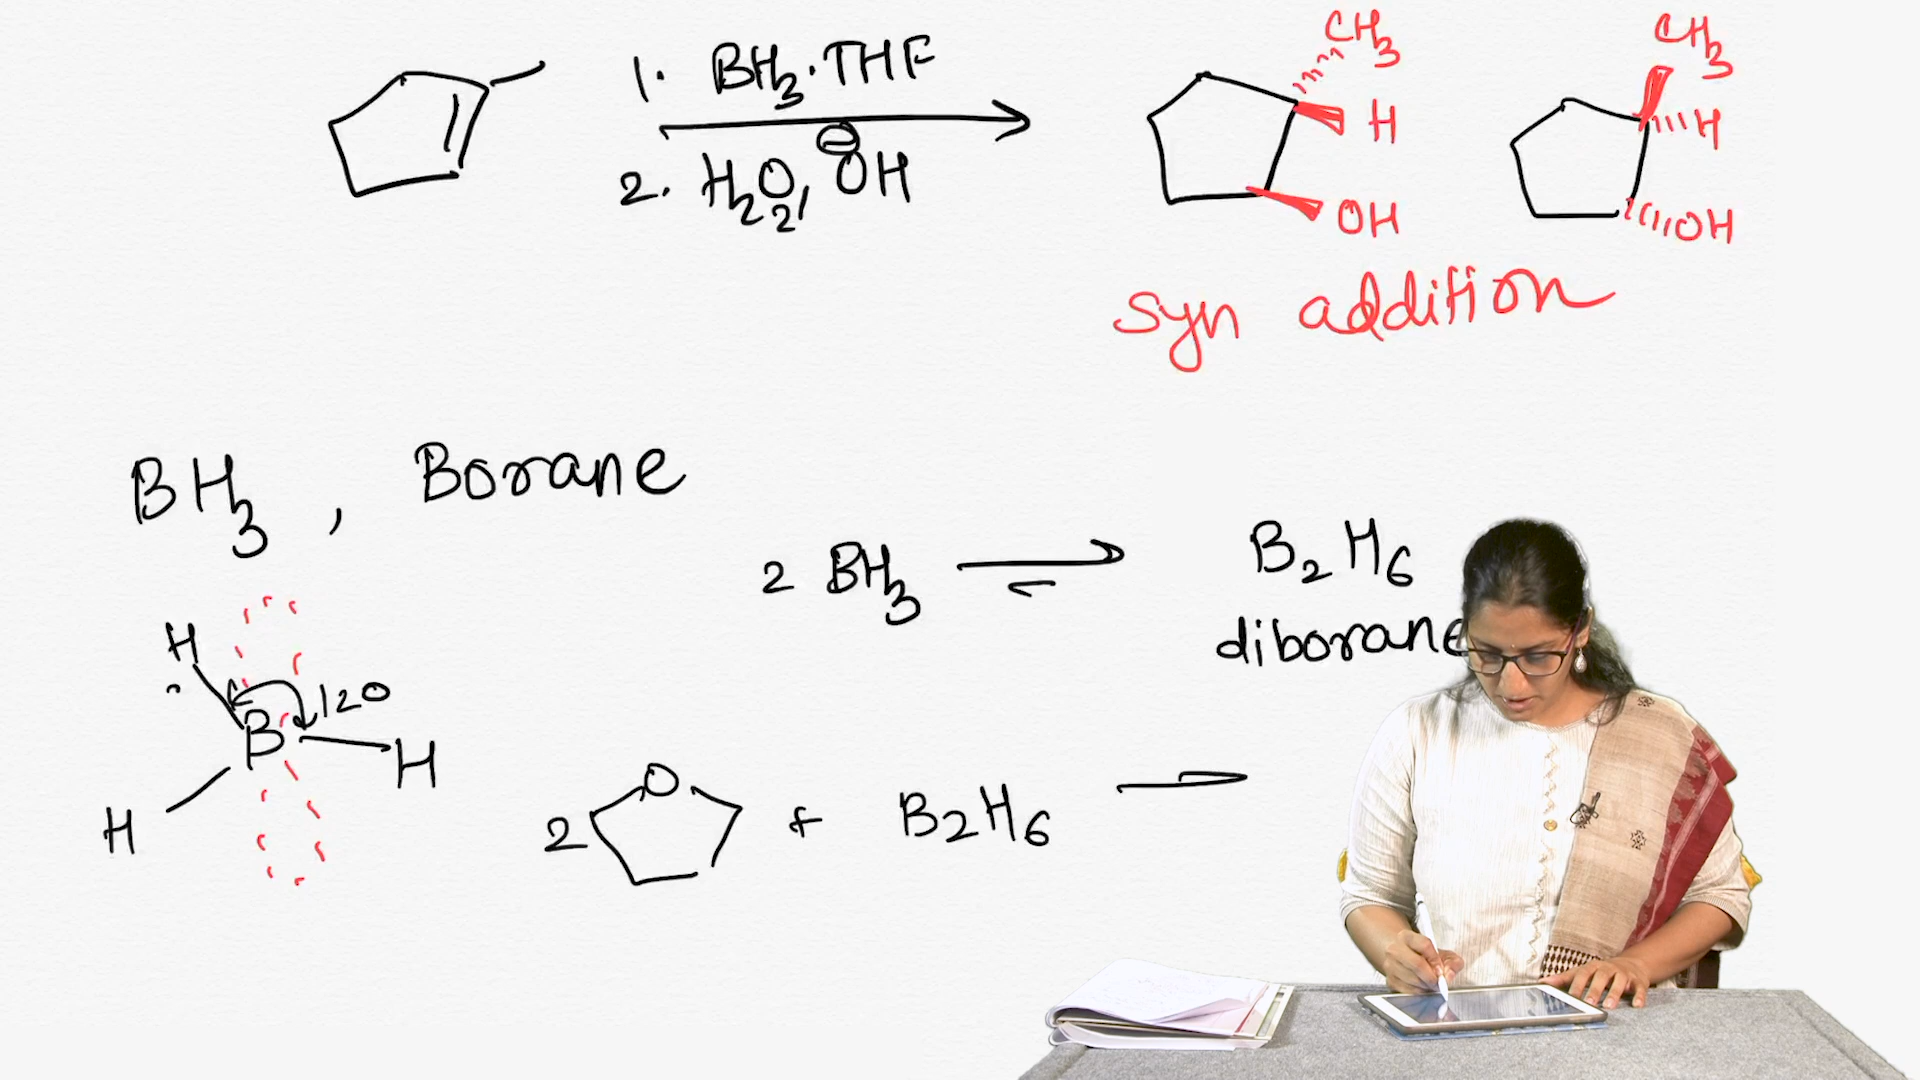 1. BH3·THF
2. H2O2, ⊖OH
CH3
H
OH
CH3
H
OH
Syn addition
BH3, Borane
2 BH3 ⇌ B2H6
diborane
H
B 120
H
H
2 O + B2H6 ⟶